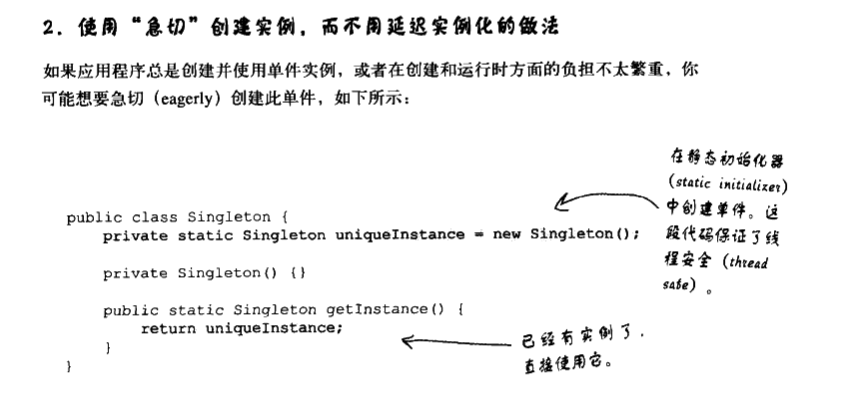 2. 使用“急切”创建实例，而不用延迟实例化的做法
如果应用程序总是创建并使用单件实例，或者在创建和运行时方面的负担不太繁重，你
可能想要急切（eagerly）创建此单件，如下所示：
在静态初始化器
（static initializer）
中创建单件。这
段代码保证了线
程安全（thread
safe）。
public class Singleton {
private static Singleton uniqueInstance = new Singleton();
private Singleton() {}
public static Singleton getInstance() {
return uniqueInstance;
}
}
已经有实例了，
直接使用它。